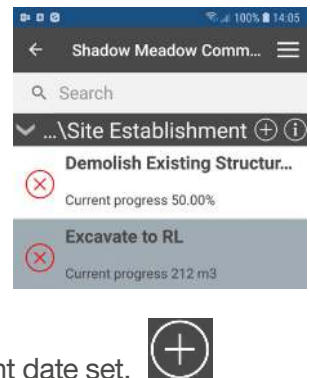 100% 14:05
Shadow Meadow Comm...
Search
...\Site Establishment
Demolish Existing Structur...
Current progress 50.00%
Excavate to RL
Current progress 212 m3
nt date set.